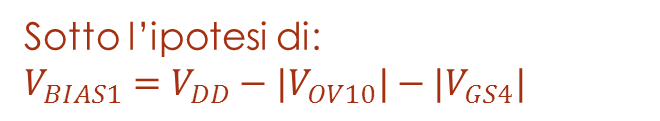 Sotto l'ipotesi di:
V_{BIAS1} = V_{DD} − |V_{OV10}| − |V_{GS4}|